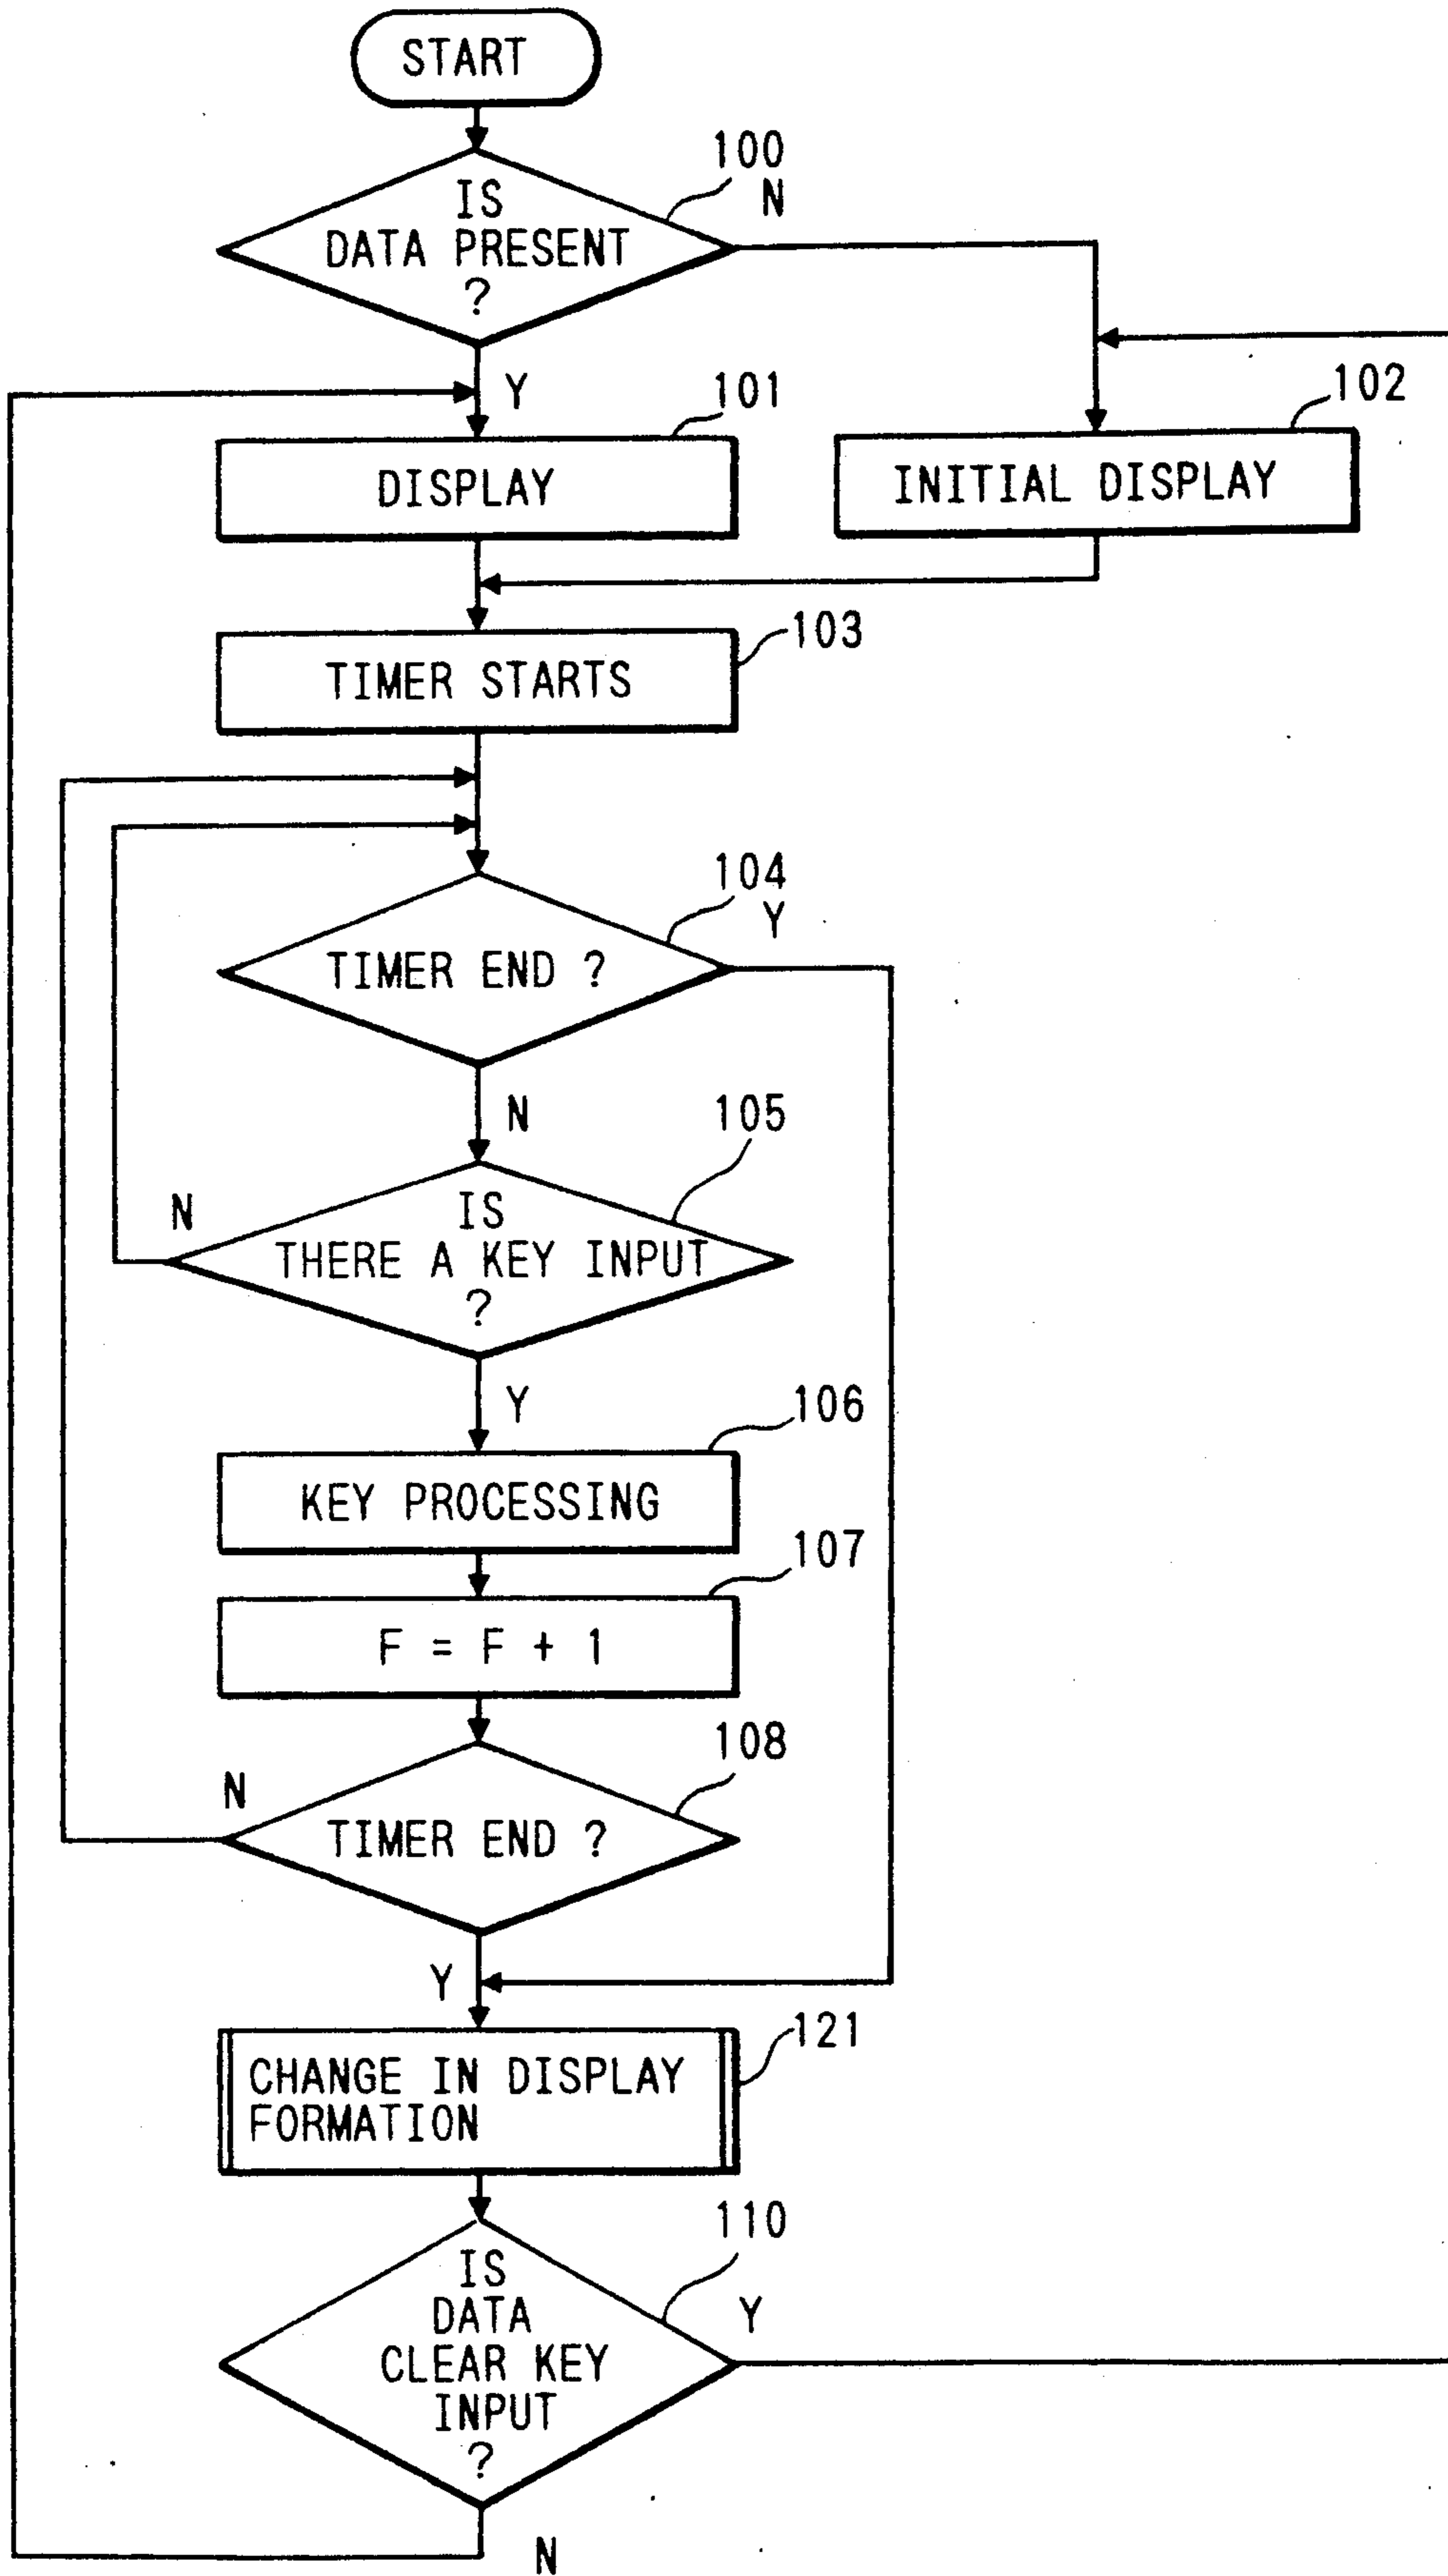 START
100
N
IS
DATA PRESENT
?
Y
101
102
DISPLAY
INITIAL DISPLAY
103
TIMER STARTS
104
Y
TIMER END ?
N
105
N
IS
THERE A KEY INPUT
?
Y
106
KEY PROCESSING
107
F = F + 1
108
N
TIMER END ?
Y
121
CHANGE IN DISPLAY
FORMATION
110
IS
DATA
Y
CLEAR KEY
INPUT
?
N